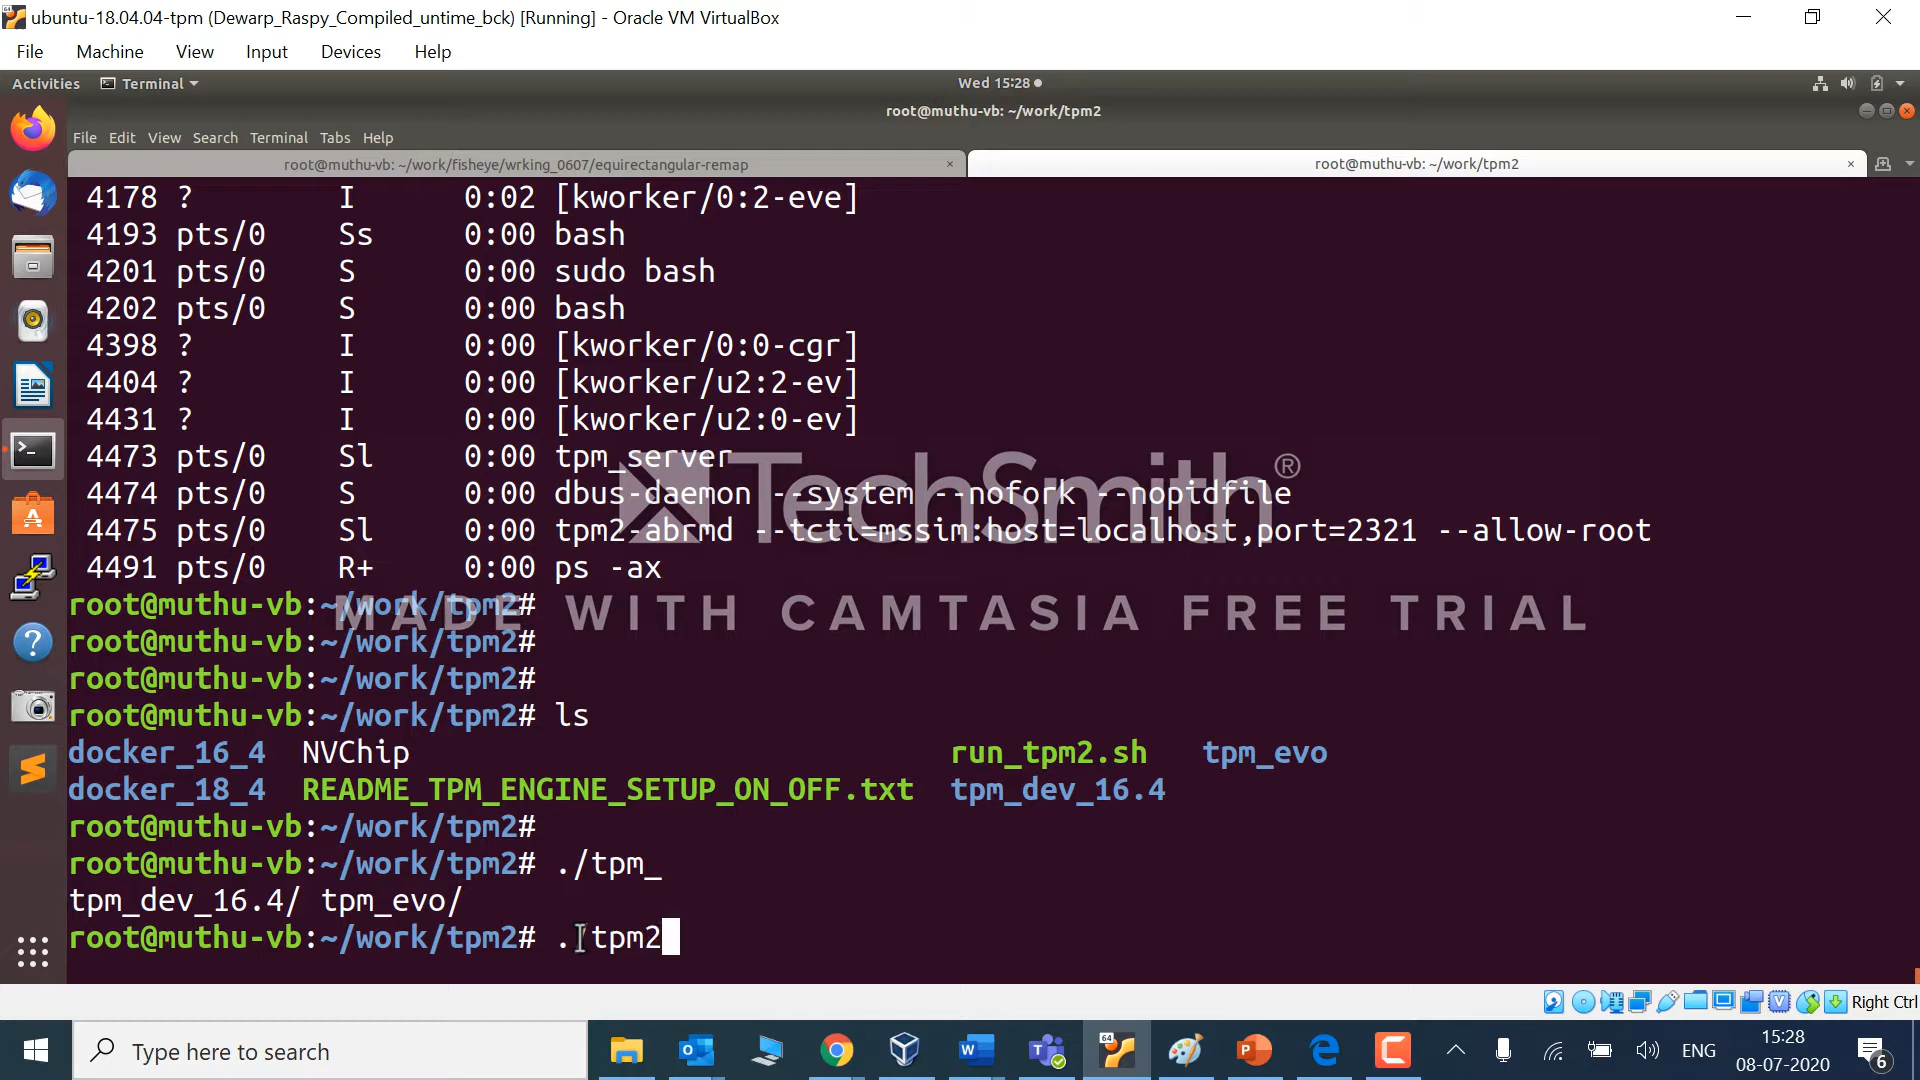 ubuntu-18.04.04-tpm (Dewarp_Raspy_Compiled_untime_bck) [Running] - Oracle VM VirtualBox
File Machine View Input Devices Help
Activities Terminal Wed 15:28
root@muthu-vb: ~/work/tpm2
File Edit View Search Terminal Tabs Help
root@muthu-vb: ~/work/fisheye/wrking_0607/equirectangular-remap × root@muthu-vb: ~/work/tpm2 ×
4178 ? I 0:02 [kworker/0:2-eve]
4193 pts/0 Ss 0:00 bash
4201 pts/0 S 0:00 sudo bash
4202 pts/0 S 0:00 bash
4398 ? I 0:00 [kworker/0:0-cgr]
4404 ? I 0:00 [kworker/u2:2-ev]
4431 ? I 0:00 [kworker/u2:0-ev]
4473 pts/0 Sl 0:00 tpm_server
TechSmith®
4474 pts/0 S 0:00 dbus-daemon --system --nofork --nopidfile
4475 pts/0 Sl 0:00 tpm2-abrmd --tcti=mssim:host=localhost,port=2321 --allow-root
4491 pts/0 R+ 0:00 ps -ax
root@muthu-vb:~/work/tpm2#
MADE WITH CAMTASIA FREE TRIAL
root@muthu-vb:~/work/tpm2#
root@muthu-vb:~/work/tpm2#
root@muthu-vb:~/work/tpm2# ls
docker_16_4 NVChip run_tpm2.sh tpm_evo
docker_18_4 README_TPM_ENGINE_SETUP_ON_OFF.txt tpm_dev_16.4
root@muthu-vb:~/work/tpm2#
root@muthu-vb:~/work/tpm2# ./tpm_
tpm_dev_16.4/ tpm_evo/
root@muthu-vb:~/work/tpm2# ./tpm2
Right Ctrl
Type here to search
ENG
15:28
08-07-2020
6